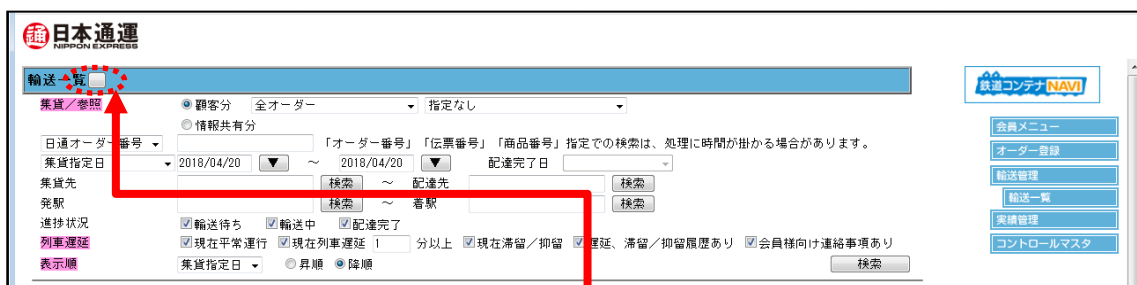 通 日本通運
NIPPON EXPRESS
輸送一覧
鉄道コンテナNAVI
集貨／参照 顧客分 全オーダー 指定なし
情報共有分
会員メニュー
日通オーダー番号 「オーダー番号」「伝票番号」「商品番号」指定での検索は、処理に時間が掛かる場合があります。
オーダー登録
集貨指定日 2018/04/20 ▼ ～ 2018/04/20 ▼ 配達完了日
輸送管理
集貨先 検索 ～ 配達先 検索
輸送一覧
発駅 検索 ～ 着駅 検索
進捗状況 輸送待ち 輸送中 配達完了
実績管理
列車遅延 現在平常運行 現在列車遅延 1 分以上 現在滞留／抑留 遅延、滞留／抑留履歴あり 会員様向け連絡事項あり
コントロールマスタ
表示順 集貨指定日 昇順 降順 検索